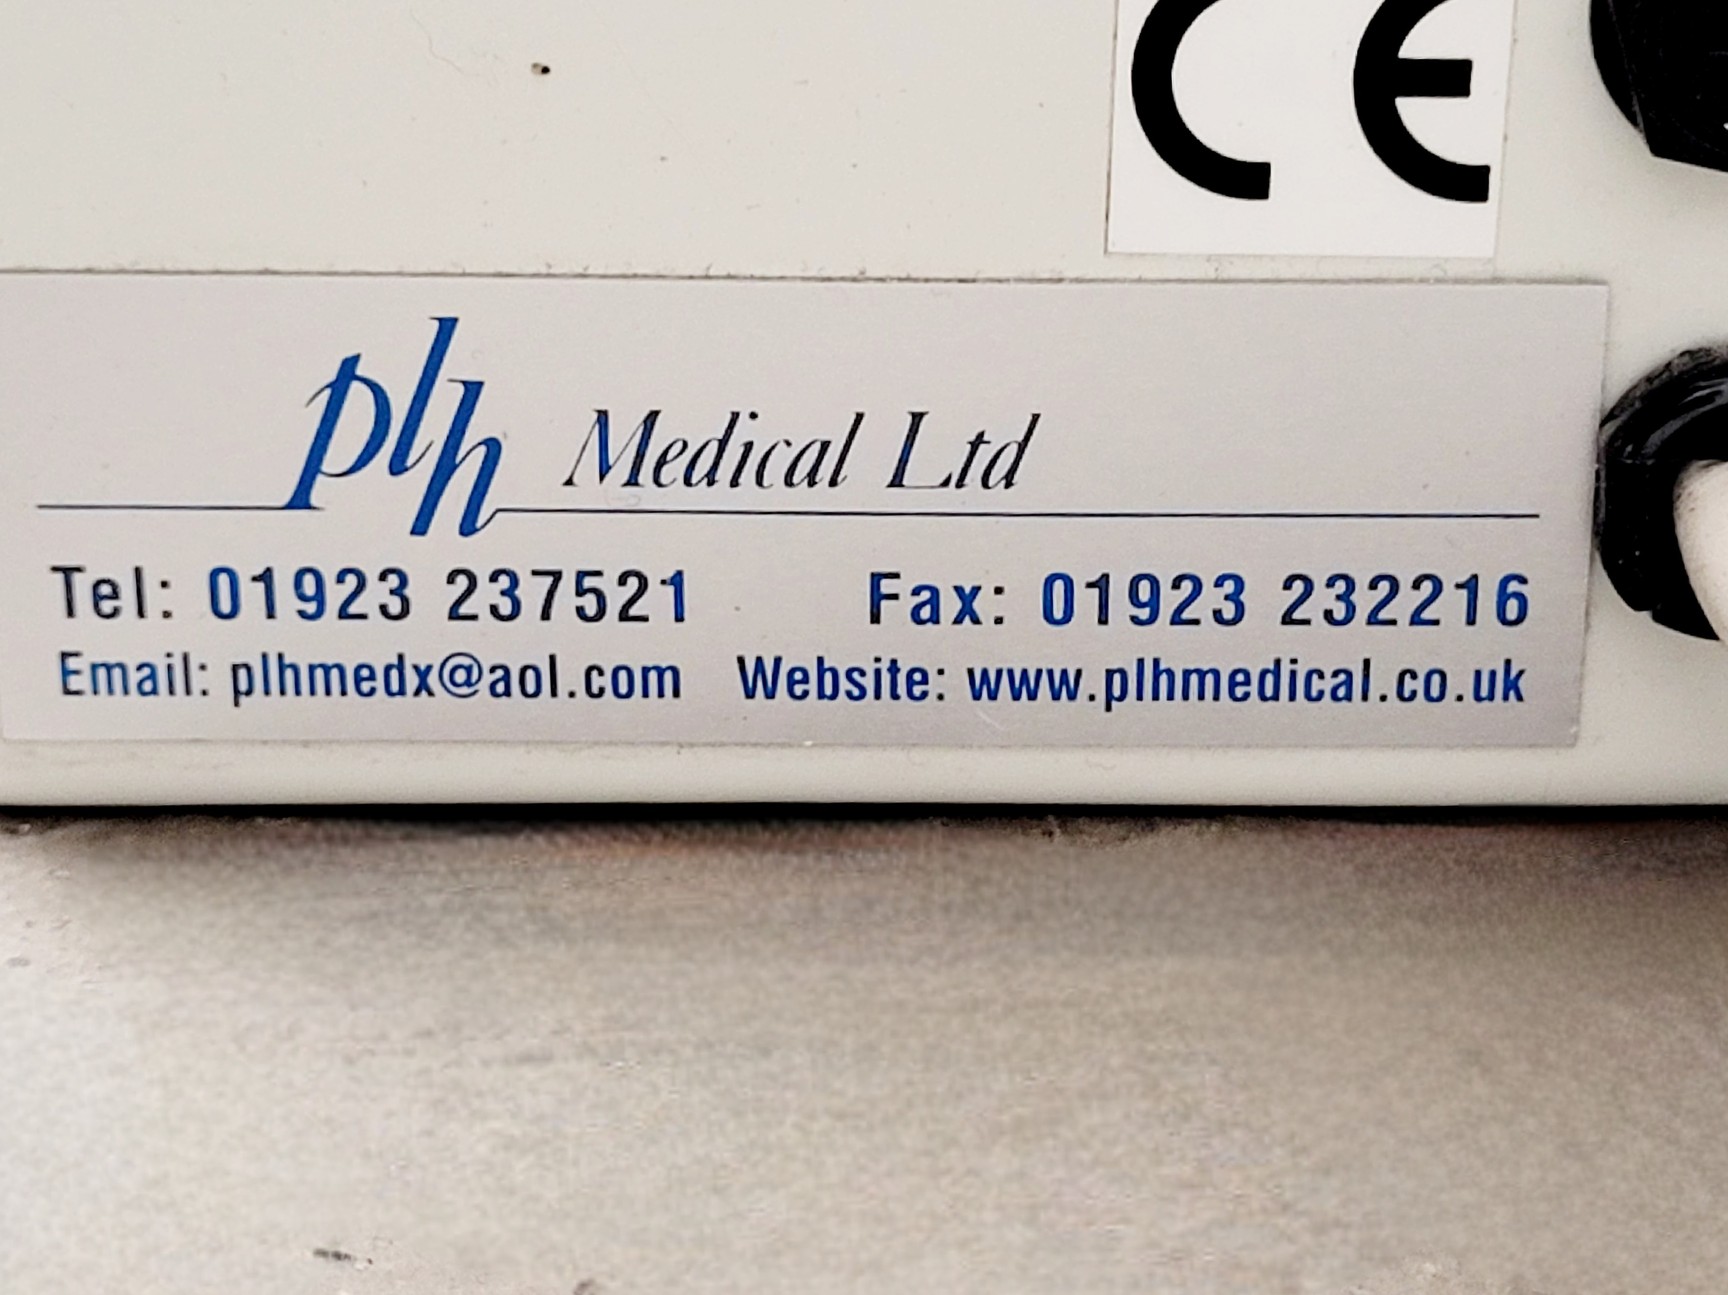 CE
plh Medical Ltd
Tel: 01923 237521 Fax: 01923 232216
Email: plhmedx@aol.com Website: www.plhmedical.co.uk